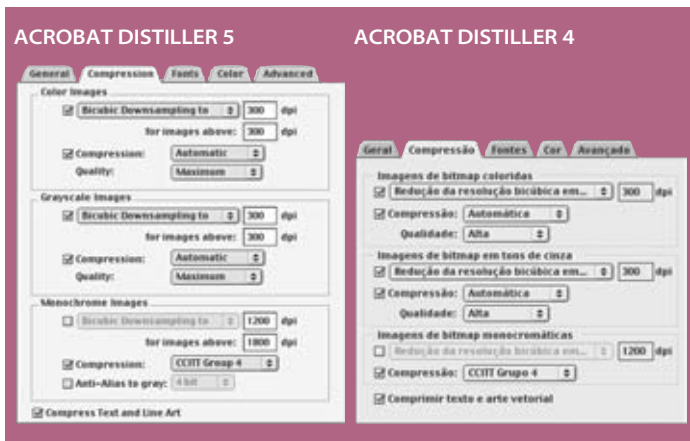 ACROBAT DISTILLER 5
General Compression Fonts Color Advanced
Color Images
Bicubic Downsampling to 300 dpi
for images above: 300 dpi
Compression: Automatic
Quality: Maximum
Grayscale Images
Bicubic Downsampling to 300 dpi
for images above: 300 dpi
Compression: Automatic
Quality: Maximum
Monochrome Images
Bicubic Downsampling to 1200 dpi
for images above: 1800 dpi
Compression: CCITT Group 4
Anti-Alias to gray: 4 bit
Compress Text and Line Art
ACROBAT DISTILLER 4
Geral Compressão Fontes Cor Avançado
Imagens de bitmap coloridas
Redução da resolução bicúbica em... 300 dpi
Compressão: Automática
Qualidade: Alta
Imagens de bitmap em tons de cinza
Redução da resolução bicúbica em... 300 dpi
Compressão: Automática
Qualidade: Alta
Imagens de bitmap monocromáticas
Redução da resolução bicúbica em... 1200 dpi
Compressão: CCITT Grupo 4
Comprimir texto e arte vetorial